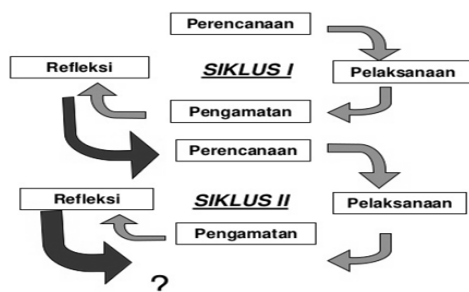 Perencanaan
Refleksi
SIKLUS I
Pelaksanaan
Pengamatan
Perencanaan
Refleksi
SIKLUS II
Pelaksanaan
Pengamatan
?